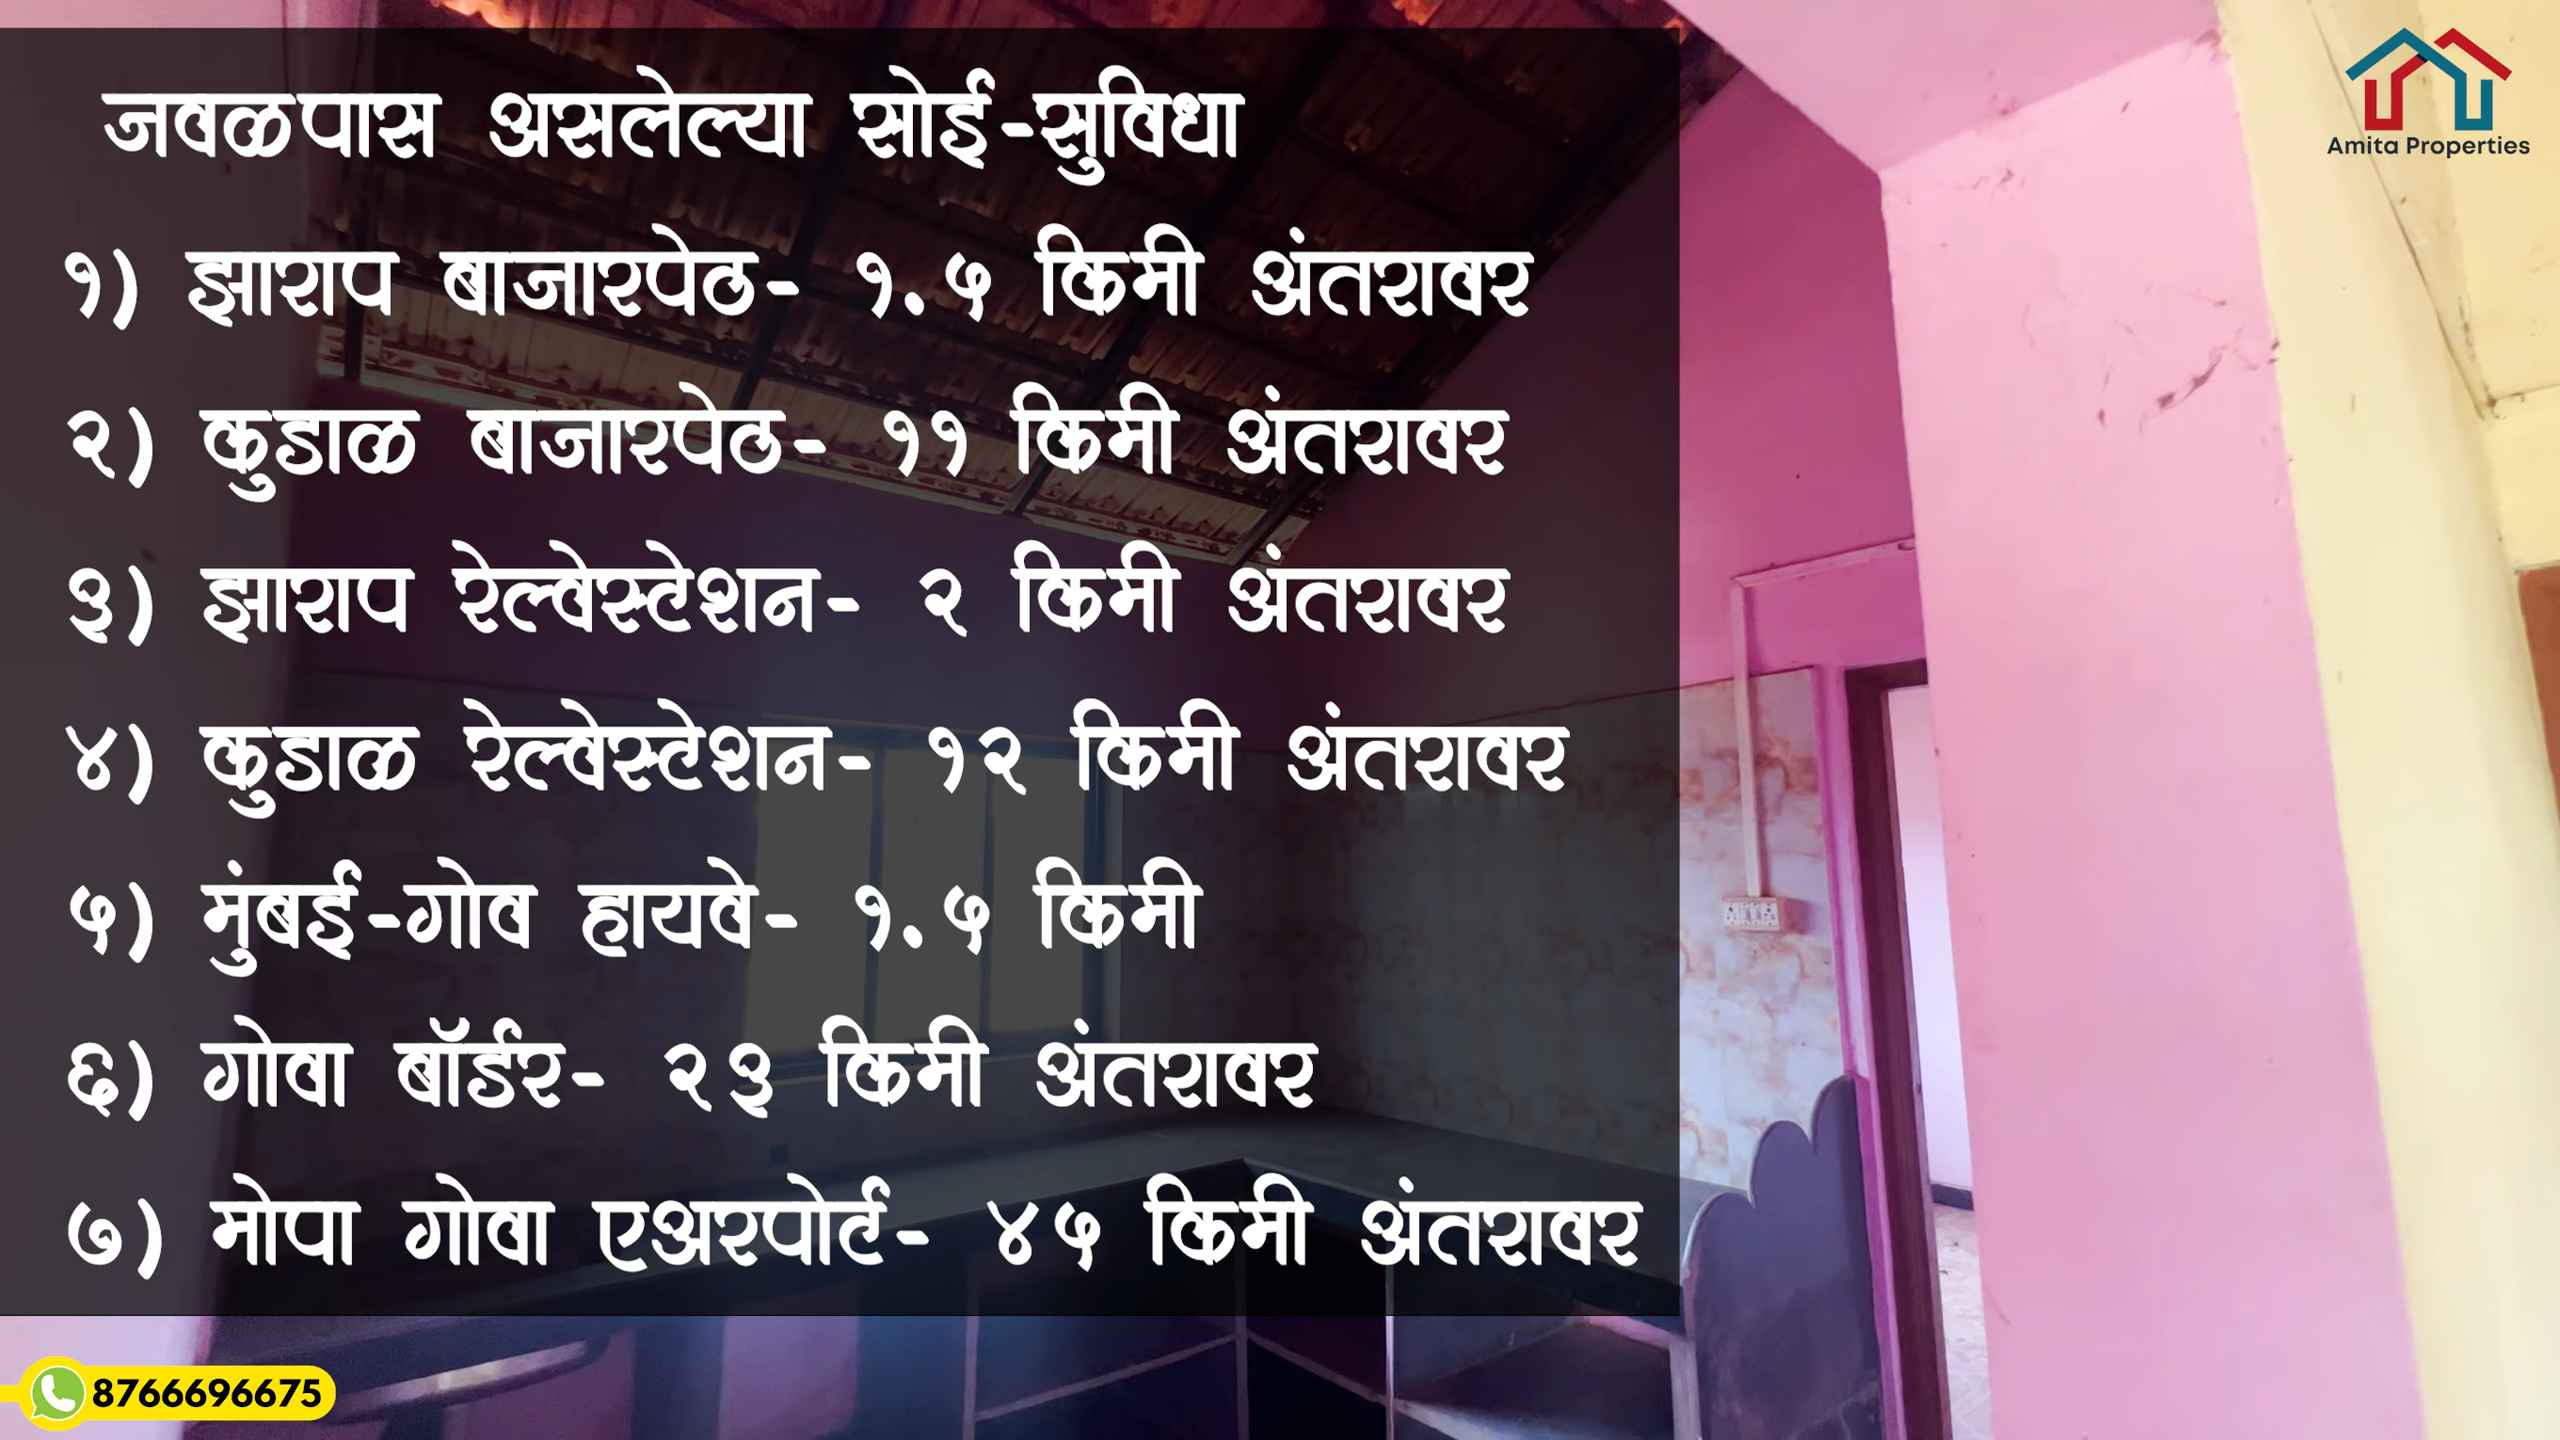 जवळपास असलेल्या सोई-सुविधा
Amita Properties
१) झाराप बाजारपेठ- १.५ किमी अंतरावर
२) कुडाळ बाजारपेठ- ११ किमी अंतरावर
३) झाराप रेल्वेस्टेशन- २ किमी अंतरावर
४) कुडाळ रेल्वेस्टेशन- १२ किमी अंतरावर
५) मुंबई-गोव हायवे- १.५ किमी
६) गोवा बॉर्डर- २३ किमी अंतरावर
७) मोपा गोवा एअरपोर्ट- ४५ किमी अंतरावर
8766696675